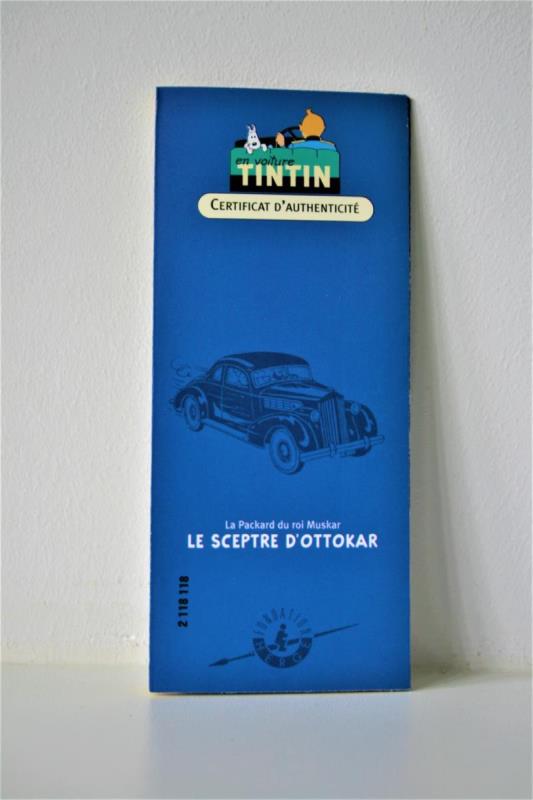 en voiture
TINTIN
CERTIFICAT D'AUTHENTICITÉ
La Packard du roi Muskar
LE SCEPTRE D'OTTOKAR
2 118 118
FONDATION
HERGÉ